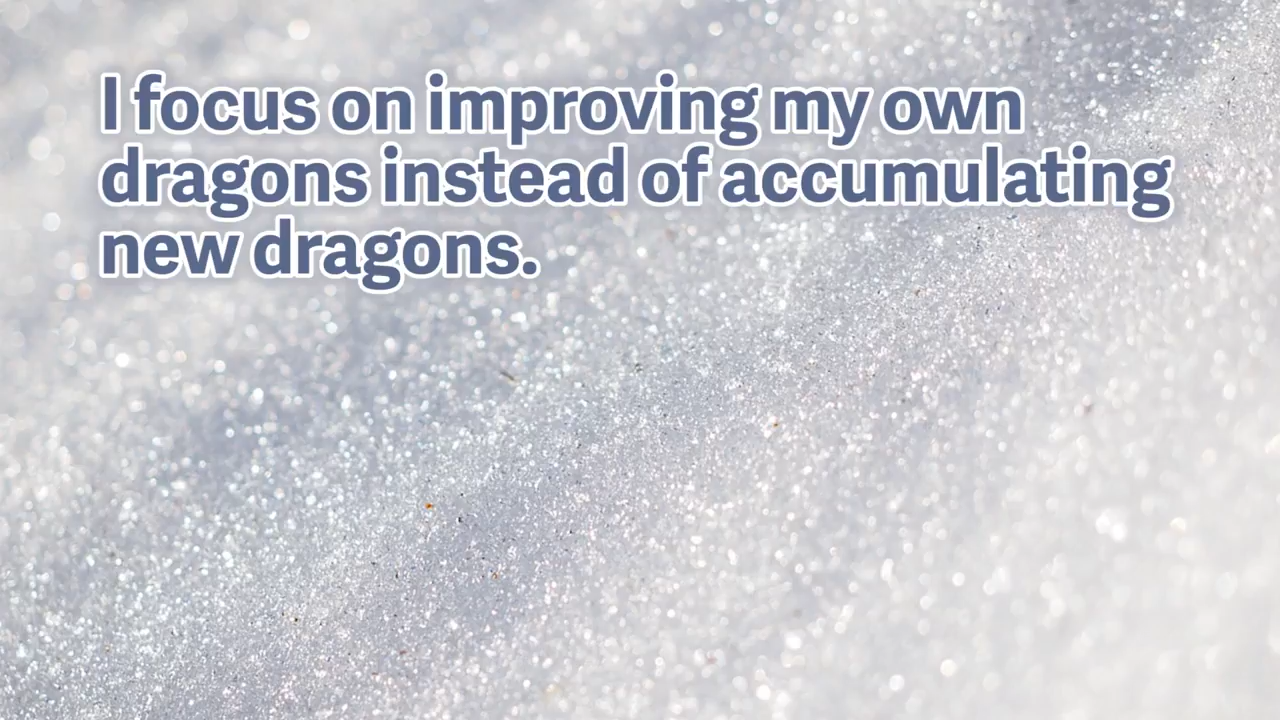 I focus on improving my own
dragons instead of accumulating
new dragons.